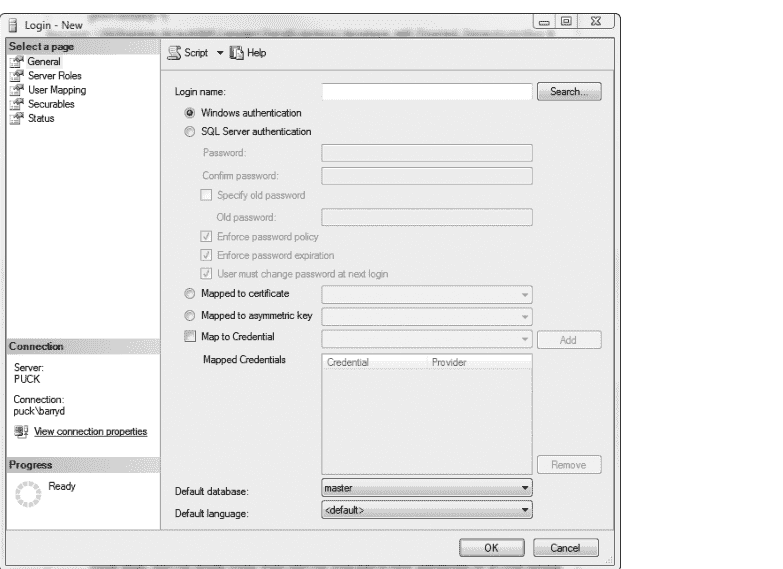 Login - New
Select a page
General
Server Roles
User Mapping
Securables
Status
Script
Help
Login name:
Search...
Windows authentication
SQL Server authentication
Password:
Confirm password:
Specify old password
Old password:
Enforce password policy
Enforce password expiration
User must change password at next login
Mapped to certificate
Mapped to asymmetric key
Map to Credential
Add
Mapped Credentials
Credential Provider
Remove
Default database: master
Default language: <default>
Connection
Server:
PUCK
Connection:
puck\barryd
View connection properties
Progress
Ready
OK
Cancel